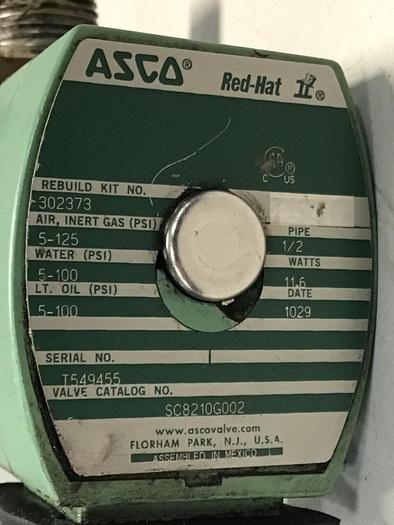 ASCO®
Red-Hat II®
C US
REBUILD KIT NO.
302373
AIR, INERT GAS (PSI)
5-125
PIPE
1/2
WATER (PSI)
5-100
WATTS
11.6
LT. OIL (PSI)
5-100
DATE
1029
SERIAL NO.
T549455
VALVE CATALOG NO.
SC8210G002
www.ascovalve.com
FLORHAM PARK, N.J., U.S.A.
ASSEMBLED IN MEXICO